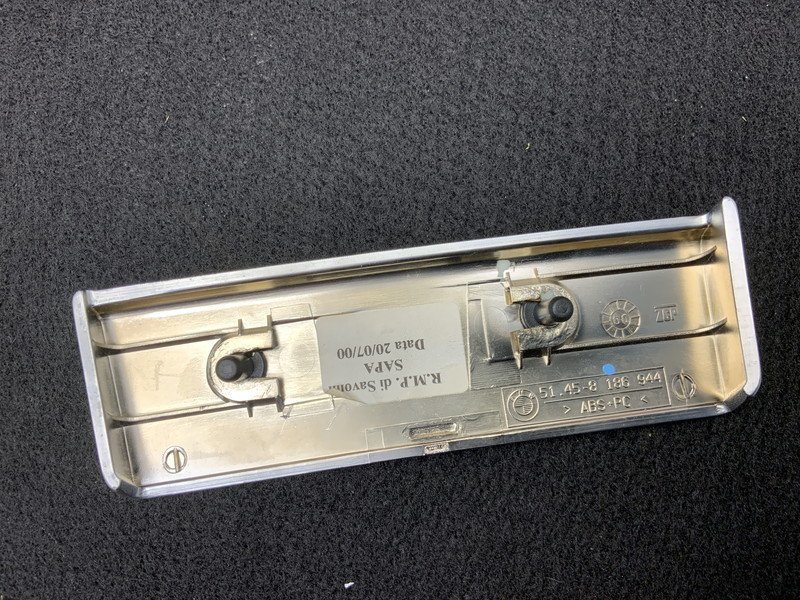 R.M.P. di Savoini
SAPA
Data 20/07/00
51.45-8 186 944
> ABS+PC <